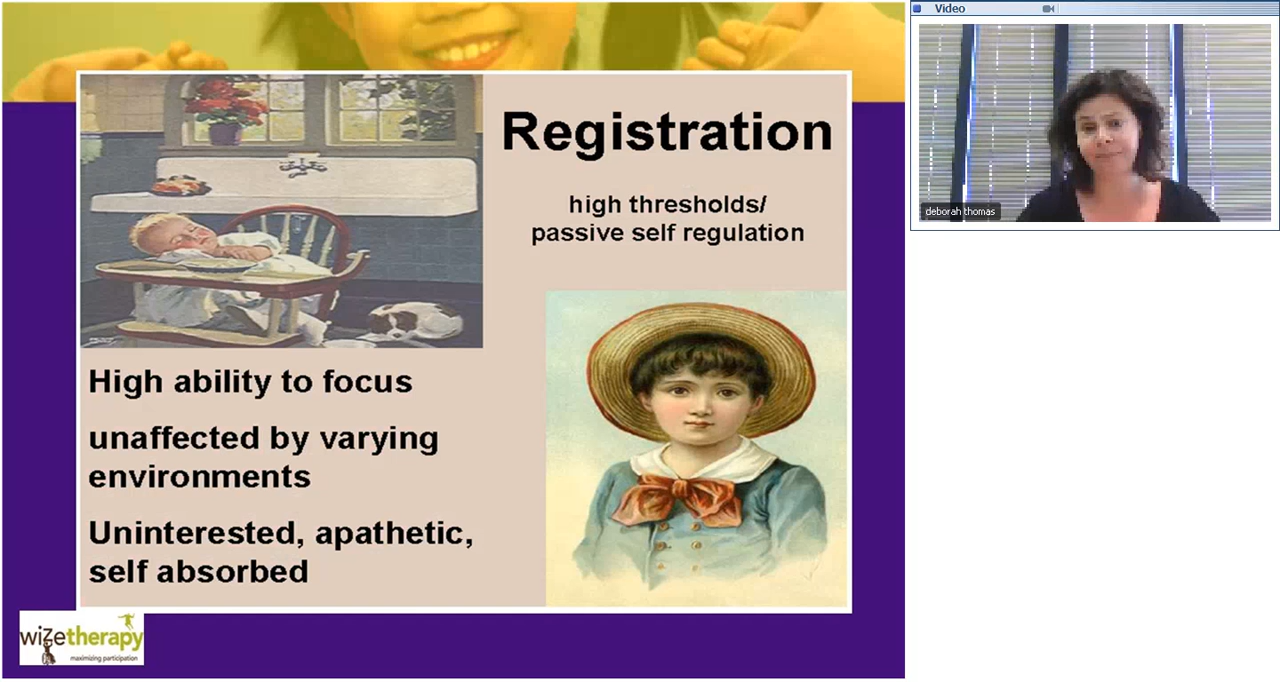 Registration
high thresholds/
passive self regulation
High ability to focus
unaffected by varying
environments
Uninterested, apathetic,
self absorbed
wizetherapy
maximizing participation
Video
deborah thomas